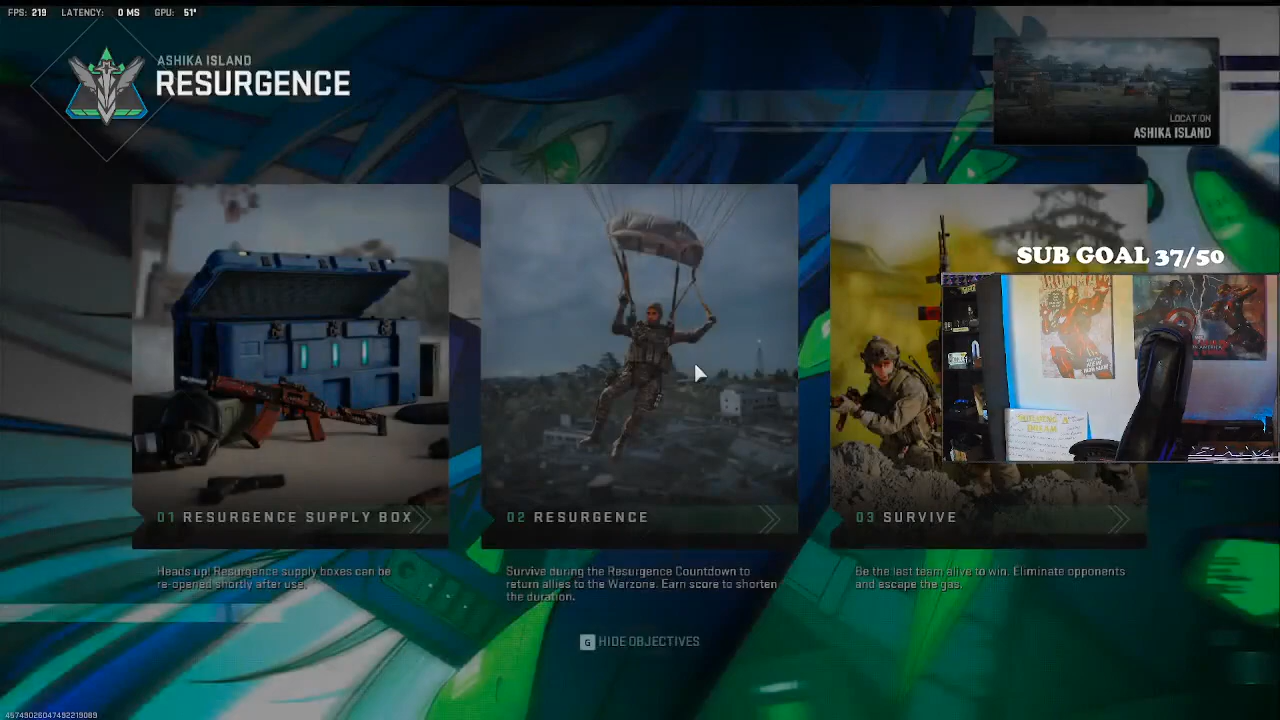 FPS: 219 LATENCY: 0 MS GPU: 51°
ASHIKA ISLAND
RESURGENCE
LOCATION
ASHIKA ISLAND
SUB GOAL 37/50
IRONMAN
01 RESURGENCE SUPPLY BOX
02 RESURGENCE
03 SURVIVE
Heads up! Resurgence supply boxes can be
re-opened shortly after use.
Survive during the Resurgence Countdown to
return allies to the Warzone. Earn score to shorten
the duration.
Be the last team alive to win. Eliminate opponents
and escape the gas.
G HIDE OBJECTIVES
45749026047492219089